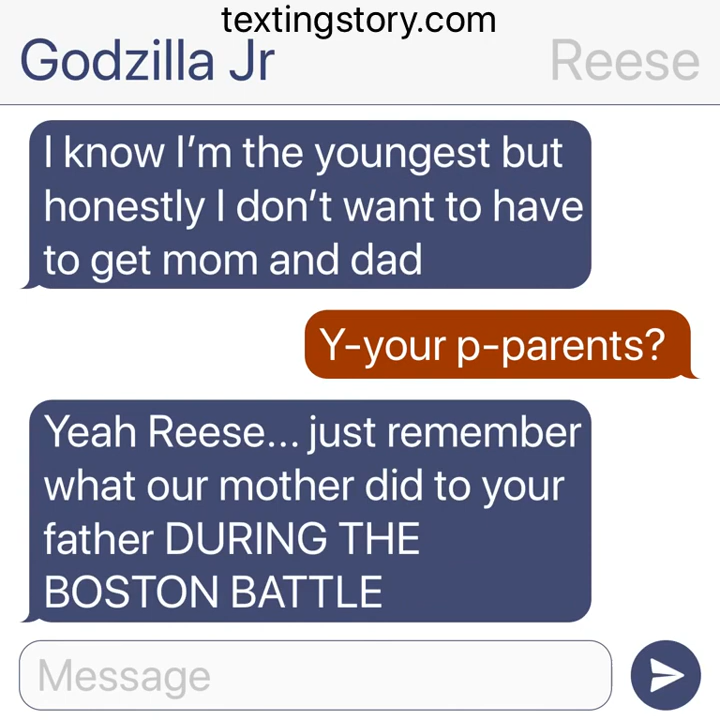 textingstory.com
Godzilla Jr
Reese
I know I’m the youngest but
honestly I don’t want to have
to get mom and dad
Y-your p-parents?
Yeah Reese... just remember
what our mother did to your
father DURING THE
BOSTON BATTLE
Message